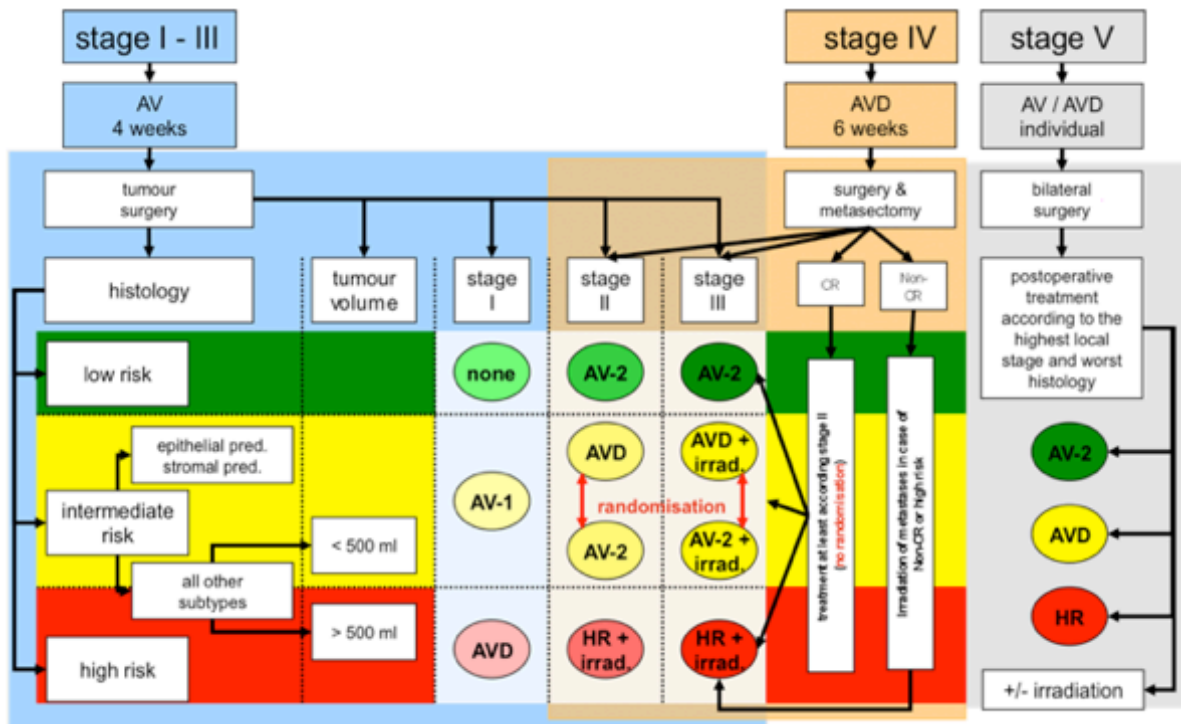 stage I - III
stage IV
stage V
AV
4 weeks
AVD
6 weeks
AV / AVD
individual
tumour
surgery
surgery &
metasectomy
bilateral
surgery
histology
tumour
volume
stage
I
stage
II
stage
III
CR
Non-
CR
postoperative
treatment
according to the
highest local
stage and worst
histology
low risk
none
AV-2
AV-2
epithelial pred.
stromal pred.
intermediate
risk
all other
subtypes
< 500 ml
> 500 ml
AV-1
AVD
AVD +
irrad.
randomisation
AV-2
AV-2 +
irrad.
high risk
AVD
HR +
irrad.
HR +
irrad.
treatment at least according stage II
(no randomisation)
Irradiation of metastases in case of
Non-CR or high risk
AV-2
AVD
HR
+/- irradiation